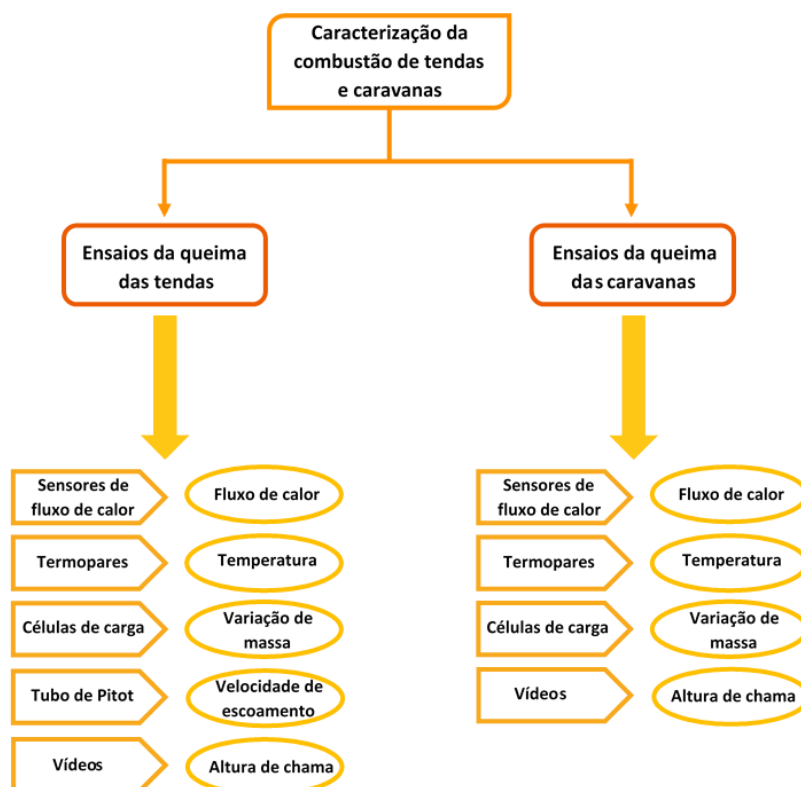 Caracterização da
combustão de tendas
e caravanas
Ensaios da queima
das tendas
Ensaios da queima
das caravanas
Sensores de
fluxo de calor
Fluxo de calor
Termopares
Temperatura
Células de carga
Variação de
massa
Tubo de Pitot
Velocidade de
escoamento
Vídeos
Altura de chama
Sensores de
fluxo de calor
Fluxo de calor
Termopares
Temperatura
Células de carga
Variação de
massa
Vídeos
Altura de chama